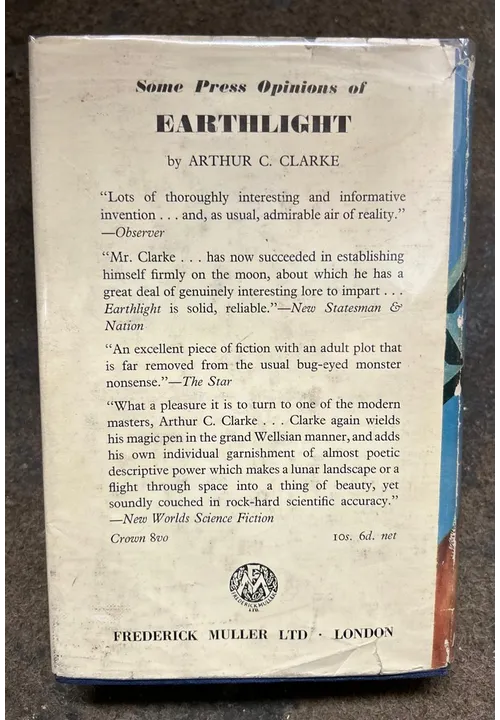 Some Press Opinions of
EARTHLIGHT
by ARTHUR C. CLARKE
“Lots of thoroughly interesting and informative
invention . . . and, as usual, admirable air of reality.”
—Observer
“Mr. Clarke . . . has now succeeded in establishing
himself firmly on the moon, about which he has a
great deal of genuinely interesting lore to impart . . .
Earthlight is solid, reliable.”—New Statesman &
Nation
“An excellent piece of fiction with an adult plot that
is far removed from the usual bug-eyed monster
nonsense.”—The Star
“What a pleasure it is to turn to one of the modern
masters, Arthur C. Clarke . . . Clarke again wields
his magic pen in the grand Wellsian manner, and adds
his own individual garnishment of almost poetic
descriptive power which makes a lunar landscape or a
flight through space into a thing of beauty, yet
soundly couched in rock-hard scientific accuracy.”
—New Worlds Science Fiction
Crown 8vo 10s. 6d. net
FM
FREDERICK MULLER
LTD.
FREDERICK MULLER LTD · LONDON